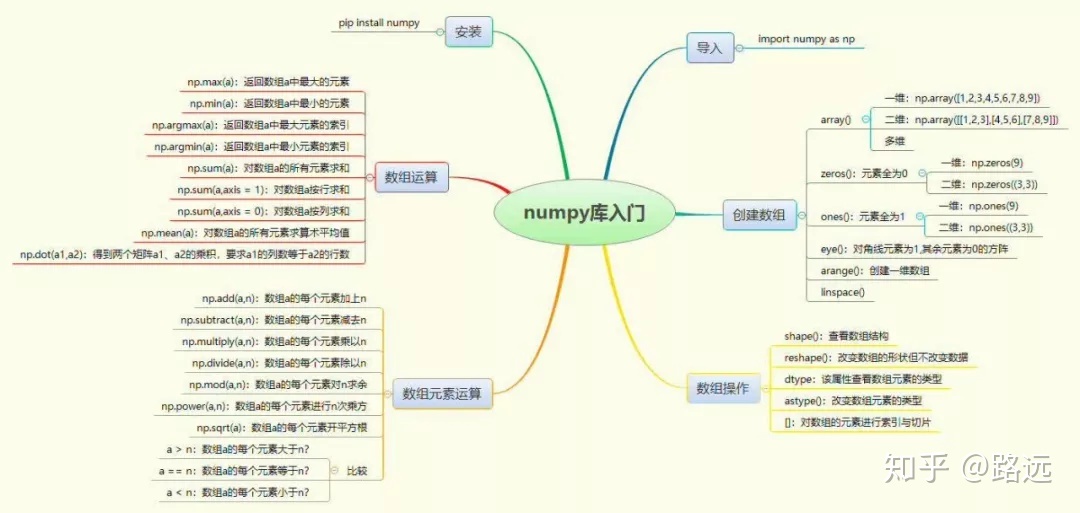 numpy库入门
安装
pip install numpy
导入
import numpy as np
数组运算
np.max(a)：返回数组a中最大的元素
np.min(a)：返回数组a中最小的元素
np.argmax(a)：返回数组a中最大元素的索引
np.argmin(a)：返回数组a中最小元素的索引
np.sum(a)：对数组a的所有元素求和
np.sum(a,axis = 1)：对数组a按行求和
np.sum(a,axis = 0)：对数组a按列求和
np.mean(a)：对数组a的所有元素求算术平均值
np.dot(a1,a2)：得到两个矩阵a1、a2的乘积，要求a1的列数等于a2的行数
创建数组
array()
一维：np.array([1,2,3,4,5,6,7,8,9])
二维：np.array([[1,2,3],[4,5,6],[7,8,9]])
多维
zeros()：元素全为0
一维：np.zeros(9)
二维：np.zeros((3,3))
ones()：元素全为1
一维：np.ones(9)
二维：np.ones((3,3))
eye()：对角线元素为1,其余元素为0的方阵
arange()：创建一维数组
linspace()
数组元素运算
np.add(a,n)：数组a的每个元素加上n
np.subtract(a,n)：数组a的每个元素减去n
np.multiply(a,n)：数组a的每个元素乘以n
np.divide(a,n)：数组a的每个元素除以n
np.mod(a,n)：数组a的每个元素对n求余
np.power(a,n)：数组a的每个元素进行n次乘方
np.sqrt(a)：数组a的每个元素开平方根
比较
a > n：数组a的每个元素大于n?
a == n：数组a的每个元素等于n?
a < n：数组a的每个元素小于n?
数组操作
shape()：查看数组结构
reshape()：改变数组的形状但不改变数据
dtype：该属性查看数组元素的类型
astype()：改变数组元素的类型
[]：对数组的元素进行索引与切片
知乎 @路远